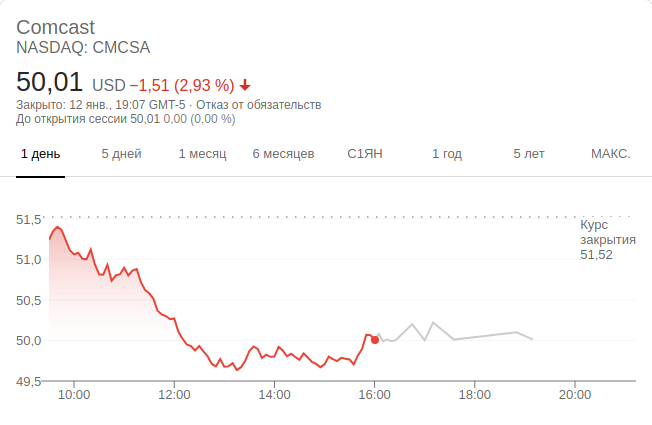 Comcast
NASDAQ: CMCSA
50,01 USD −1,51 (2,93 %)
Закрыто: 12 янв., 19:07 GMT-5 · Отказ от обязательств
До открытия сессии 50,01 0,00 (0,00 %)
1 день 5 дней 1 месяц 6 месяцев С1ЯН 1 год 5 лет МАКС.
51,5
Курс
закрытия
51,52
51,0
50,5
50,0
49,5
10:00 12:00 14:00 16:00 18:00 20:00